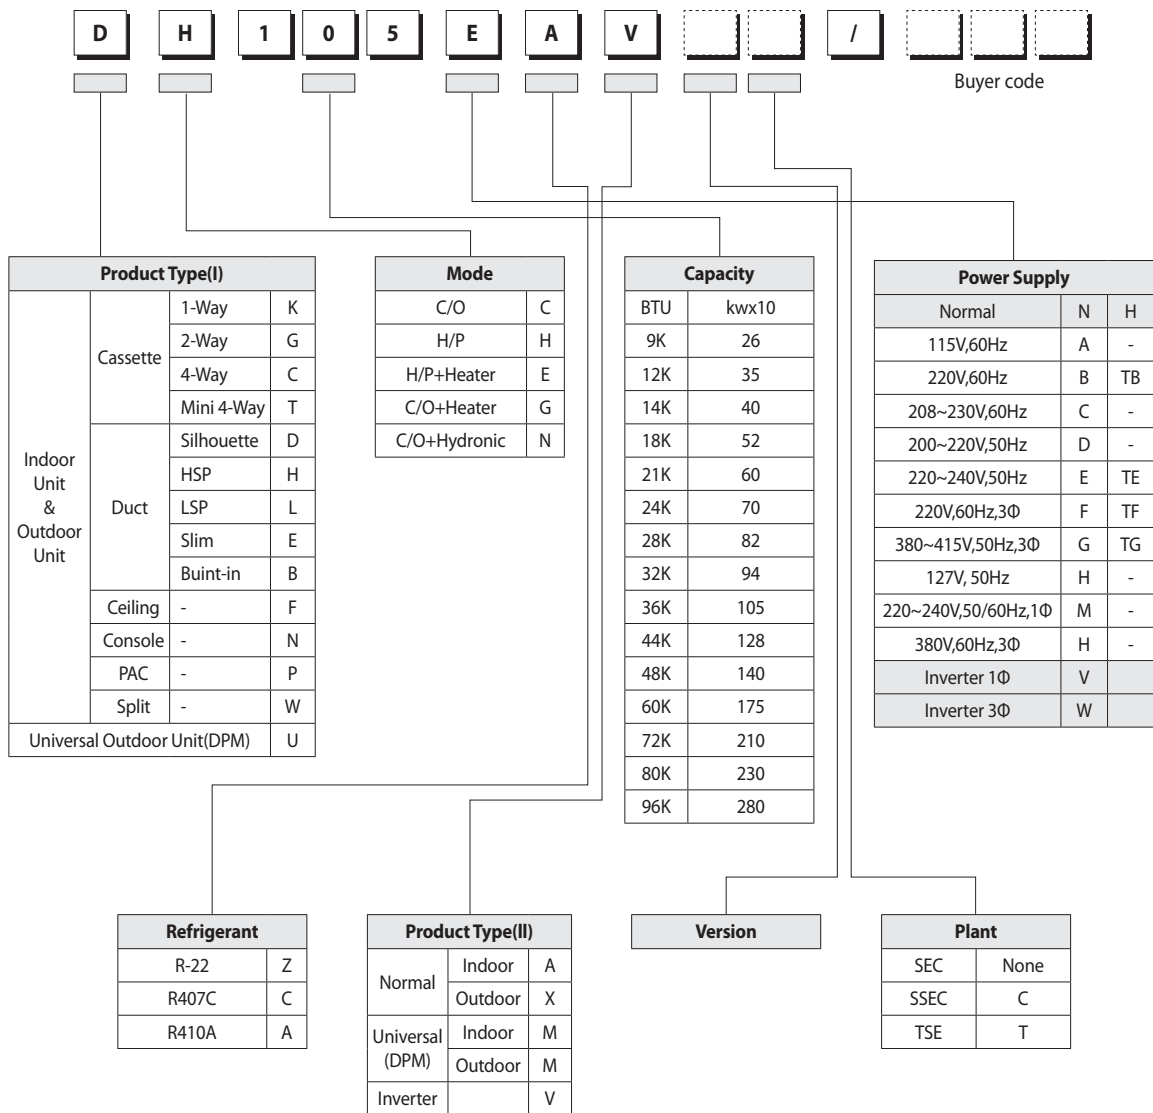 D H 1 0 5 E A V /
Buyer code
Product Type(I)
Indoor Unit & Outdoor Unit
Cassette
1-Way K
2-Way G
4-Way C
Mini 4-Way T
Duct
Silhouette D
HSP H
LSP L
Slim E
Buint-in B
Ceiling - F
Console - N
PAC - P
Split - W
Universal Outdoor Unit(DPM) U
Mode
C/O C
H/P H
H/P+Heater E
C/O+Heater G
C/O+Hydronic N
Capacity
BTU kwx10
9K 26
12K 35
14K 40
18K 52
21K 60
24K 70
28K 82
32K 94
36K 105
44K 128
48K 140
60K 175
72K 210
80K 230
96K 280
Power Supply
Normal N H
115V,60Hz A -
220V,60Hz B TB
208~230V,60Hz C -
200~220V,50Hz D -
220~240V,50Hz E TE
220V,60Hz,3Φ F TF
380~415V,50Hz,3Φ G TG
127V, 50Hz H -
220~240V,50/60Hz,1Φ M -
380V,60Hz,3Φ H -
Inverter 1Φ V
Inverter 3Φ W
Refrigerant
R-22 Z
R407C C
R410A A
Product Type(ll)
Normal
Indoor A
Outdoor X
Universal (DPM)
Indoor M
Outdoor M
Inverter V
Version
Plant
SEC None
SSEC C
TSE T